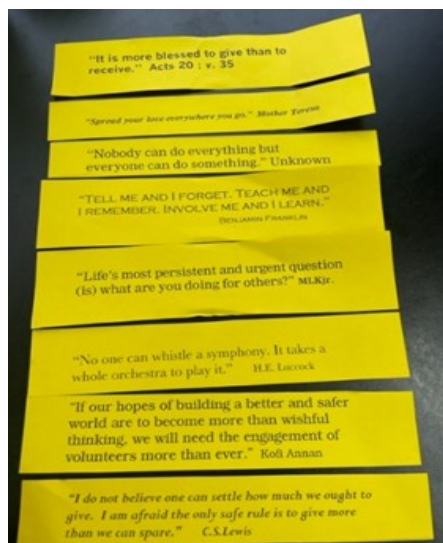 "It is more blessed to give than to
receive." Acts 20 : v. 35
"Spread your love everywhere you go." Mother Teresa
"Nobody can do everything but
everyone can do something." Unknown
"TELL ME AND I FORGET. TEACH ME AND
I REMEMBER. INVOLVE ME AND I LEARN."
BENJAMIN FRANKLIN
"Life's most persistent and urgent question
(is) what are you doing for others?" MLKjr.
"No one can whistle a symphony. It takes a
whole orchestra to play it." H.E. Luccock
"If our hopes of building a better and safer
world are to become more than wishful
thinking, we will need the engagement of
volunteers more than ever." Kofi Annan
"I do not believe one can settle how much we ought to
give. I am afraid the only safe rule is to give more
than we can spare." C.S.Lewis